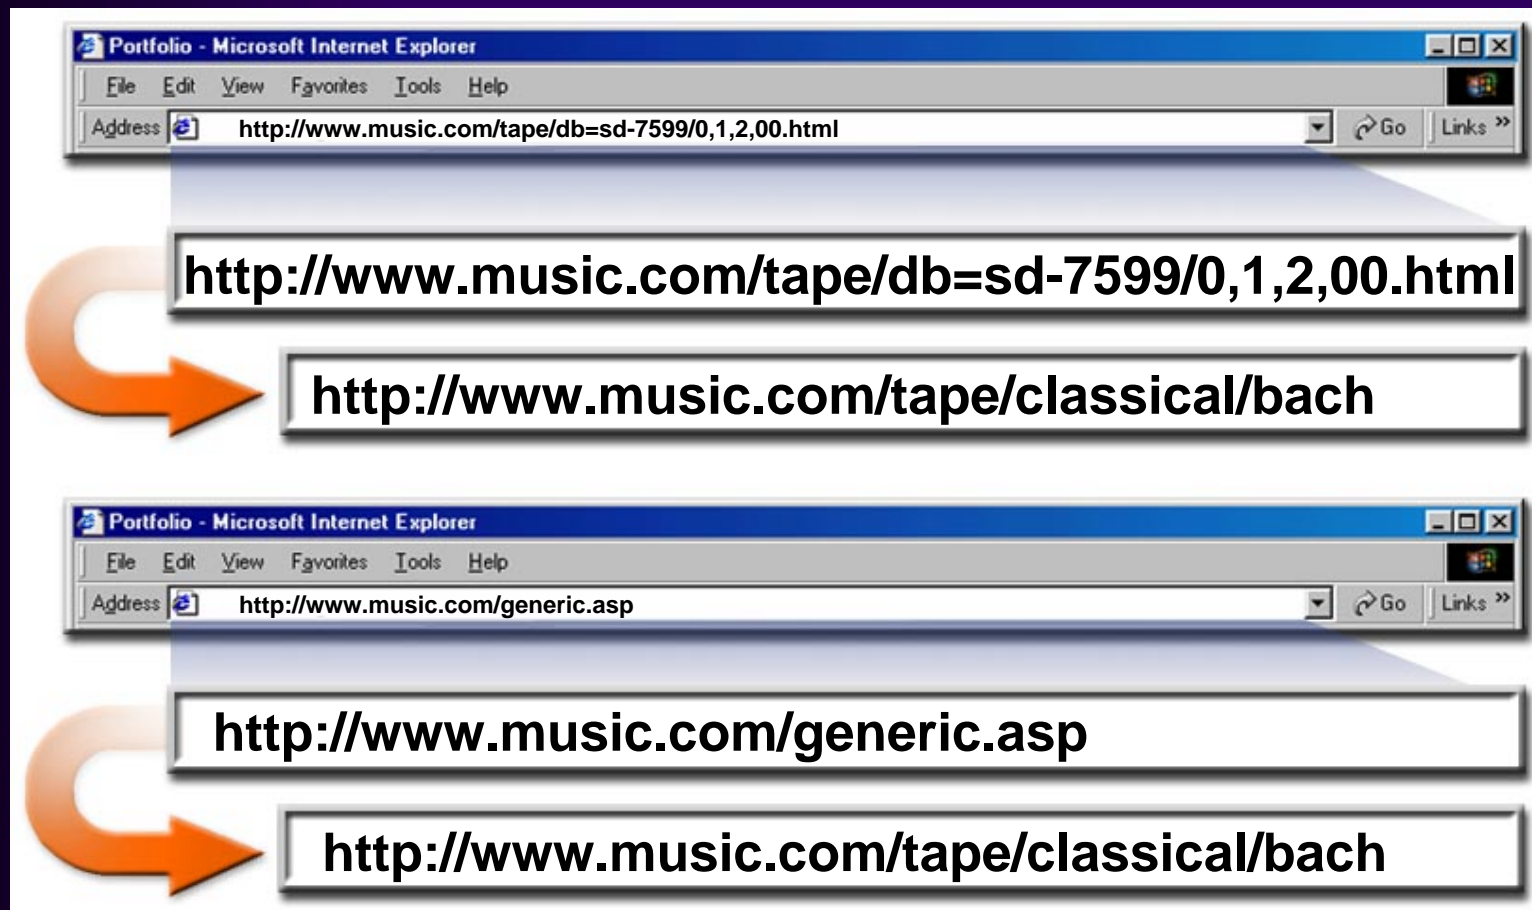 Portfolio - Microsoft Internet Explorer
File Edit View Favorites Tools Help
Address http://www.music.com/tape/db=sd-7599/0,1,2,00.html Go Links »
http://www.music.com/tape/db=sd-7599/0,1,2,00.html
http://www.music.com/tape/classical/bach
Portfolio - Microsoft Internet Explorer
File Edit View Favorites Tools Help
Address http://www.music.com/generic.asp Go Links »
http://www.music.com/generic.asp
http://www.music.com/tape/classical/bach